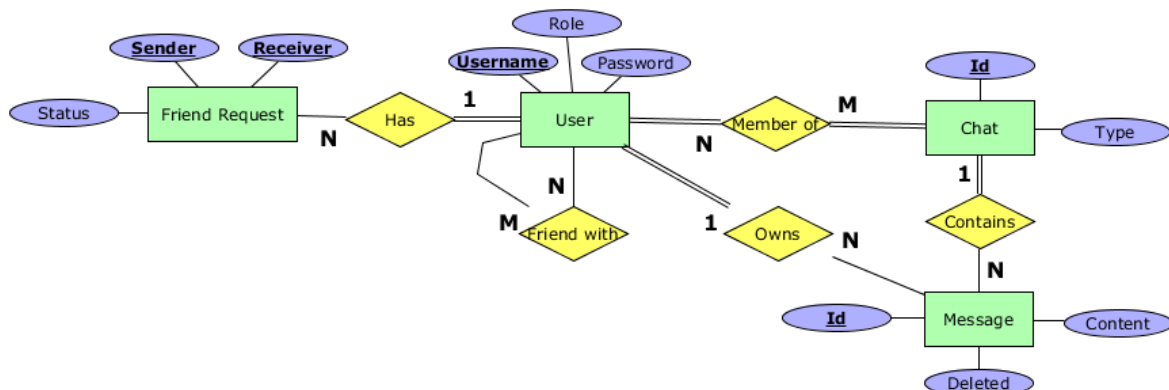 Role
Sender
Receiver
Username
Password
Id
Status
Friend Request
N
Has
1
User
N
Member of
M
Chat
Type
N
M
Friend with
1
Owns
N
1
Contains
N
Id
Message
Content
Deleted